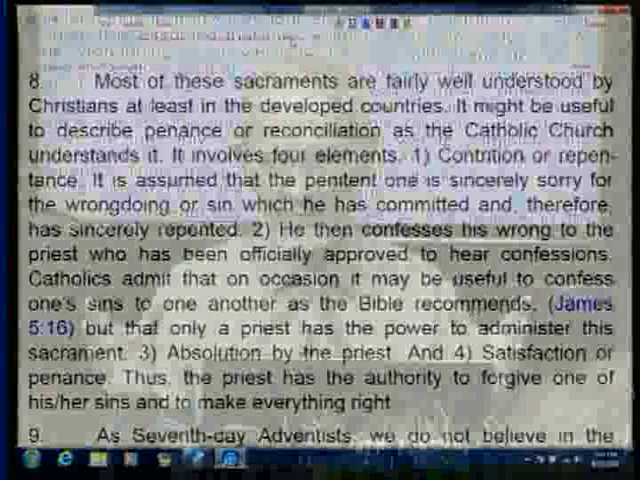 8. Most of these sacraments are fairly well understood by
Christians at least in the developed countries. It might be useful
to describe penance or reconciliation as the Catholic Church
understands it. It involves four elements. 1) Contrition or repen-
tance. It is assumed that the penitent one is sincerely sorry for
the wrongdoing or sin which he has committed and, therefore,
has sincerely repented. 2) He then confesses his wrong to the
priest who has been officially approved to hear confessions.
Catholics admit that on occasion it may be useful to confess
one's sins to one another as the Bible recommends, (James
5:16) but that only a priest has the power to administer this
sacrament. 3) Absolution by the priest. And 4) Satisfaction or
penance. Thus, the priest has the authority to forgive one of
his/her sins and to make everything right
9. As Seventh-day Adventists, we do not believe in the